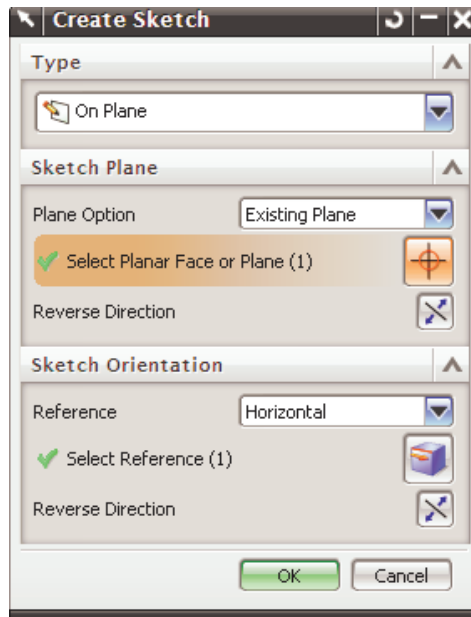 Create Sketch
Type
On Plane
Sketch Plane
Plane Option Existing Plane
Select Planar Face or Plane (1)
Reverse Direction
Sketch Orientation
Reference Horizontal
Select Reference (1)
Reverse Direction
OK Cancel